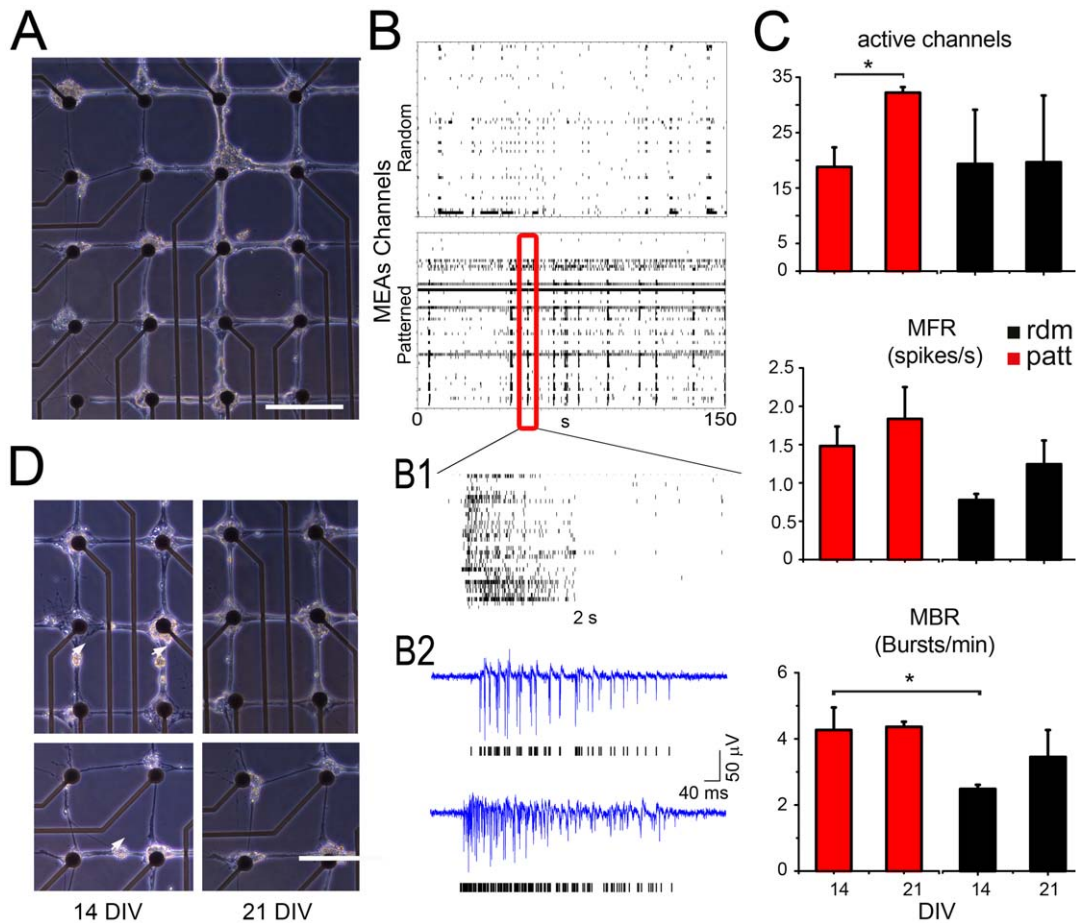 A
B
C
MEAs Channels
Random
Patterned
0
s
150
B1
2 s
B2
50 µV
40 ms
active channels
*
35
25
15
5
0
MFR
(spikes/s)
rdm
patt
2.5
2.0
1.5
1.0
0.5
0
MBR
(Bursts/min)
*
6
4
2
0
14
21
14
21
DIV
D
14 DIV
21 DIV